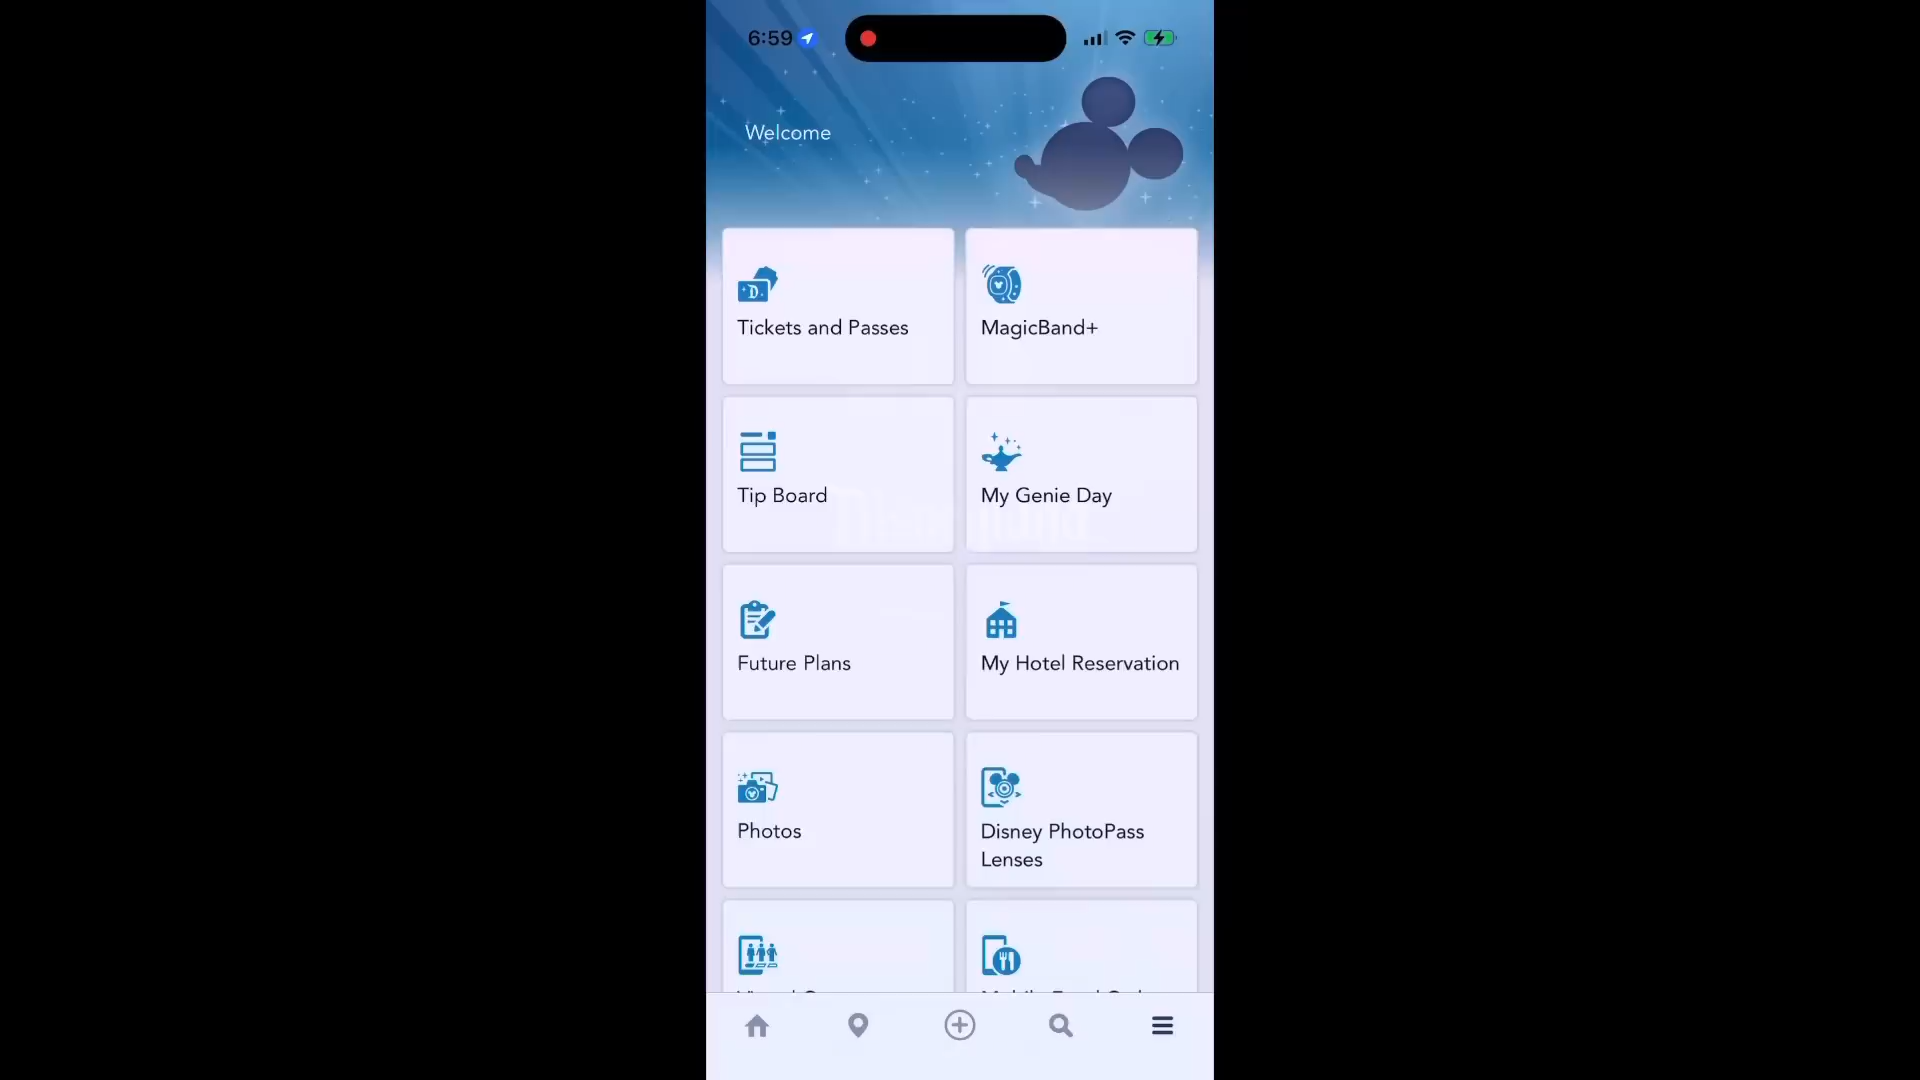 6:59
Welcome
Tickets and Passes
MagicBand+
Tip Board
My Genie Day
Future Plans
My Hotel Reservation
Photos
Disney PhotoPass
Lenses